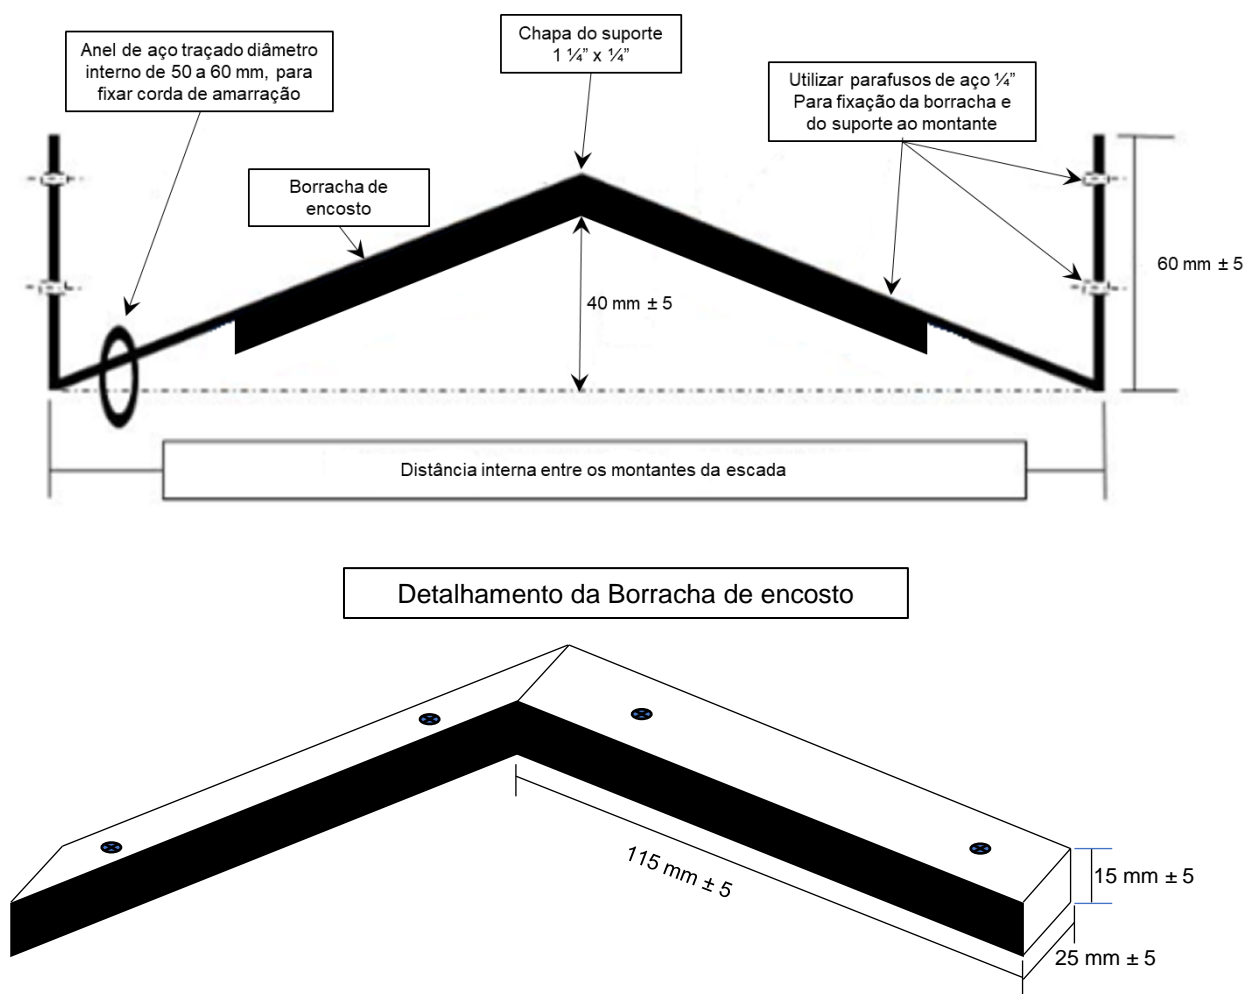 Anel de aço traçado diâmetro
interno de 50 a 60 mm, para
fixar corda de amarração
Chapa do suporte
1 ¼” x ¼”
Utilizar parafusos de aço ¼”
Para fixação da borracha e
do suporte ao montante
Borracha de
encosto
40 mm ± 5
60 mm ± 5
Distância interna entre os montantes da escada
Detalhamento da Borracha de encosto
115 mm ± 5
15 mm ± 5
25 mm ± 5